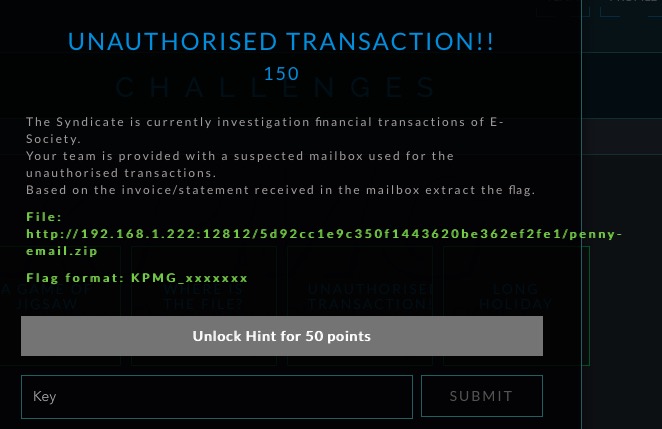 UNAUTHORISED TRANSACTION!!
150
CHALLENGES
The Syndicate is currently investigation financial transactions of E-
Society.
Your team is provided with a suspected mailbox used for the
unauthorised transactions.
Based on the invoice/statement received in the mailbox extract the flag.
File:
http://192.168.1.222:12812/5d92cc1e9c350f1443620be362ef2fe1/penny-
email.zip
Flag format: KPMG_xxxxxxx
JIGSAW
THE FILE?
UNAUTHORISED
TRANSACTION!
LONG
HOLIDAY
Unlock Hint for 50 points
Key
SUBMIT